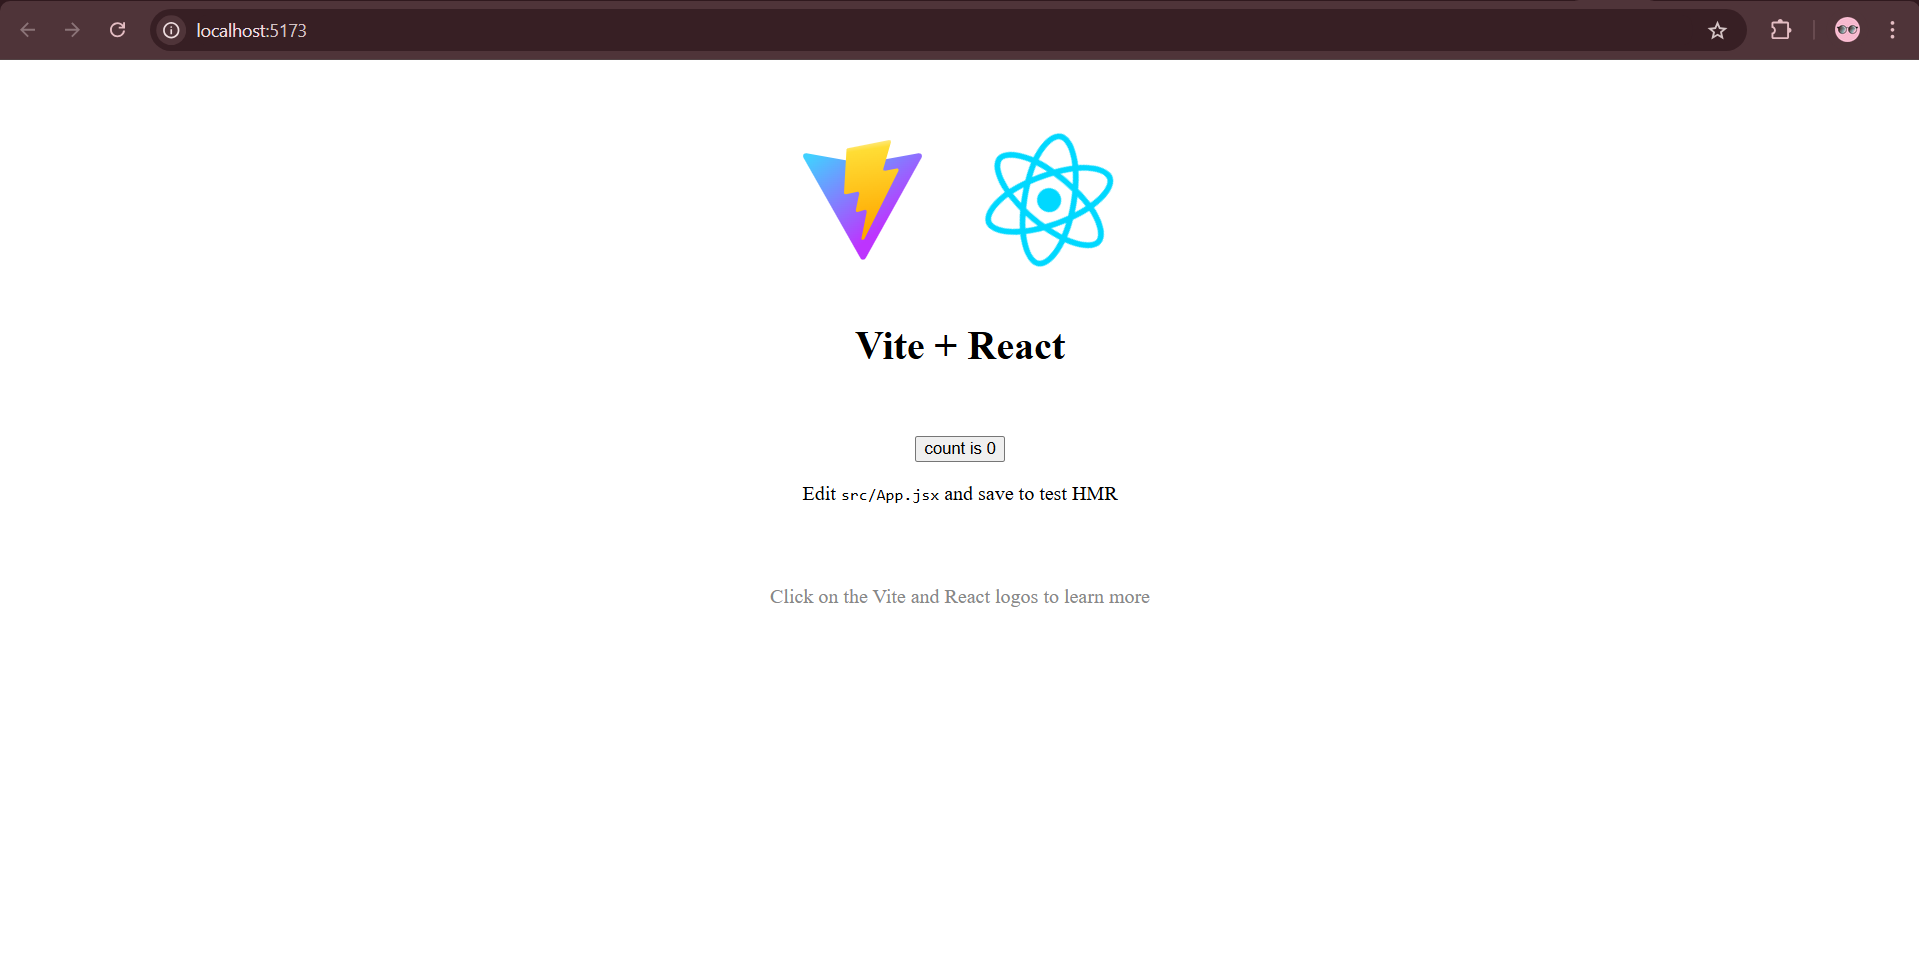 localhost:5173
Vite + React
count is 0
Edit src/App.jsx and save to test HMR
Click on the Vite and React logos to learn more